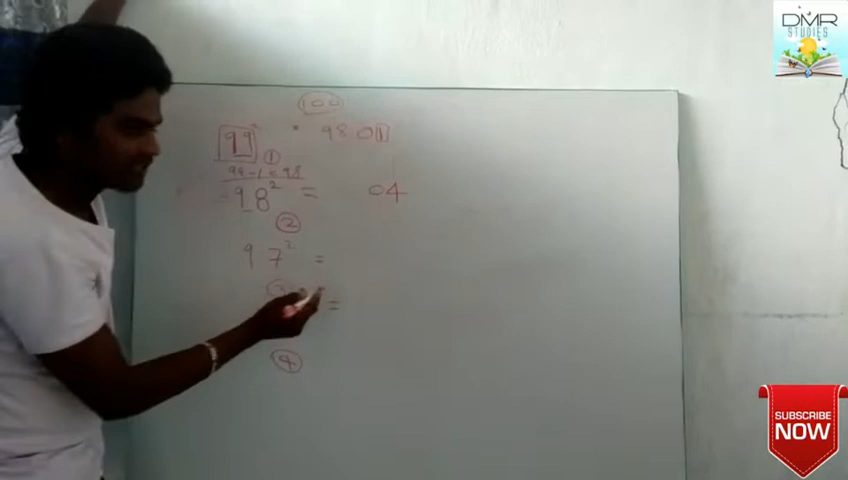 DMR
STUDIES
100
99² • 9801
1
99-1=98
98² = 04
2
97² =
=
4
SUBSCRIBE
NOW